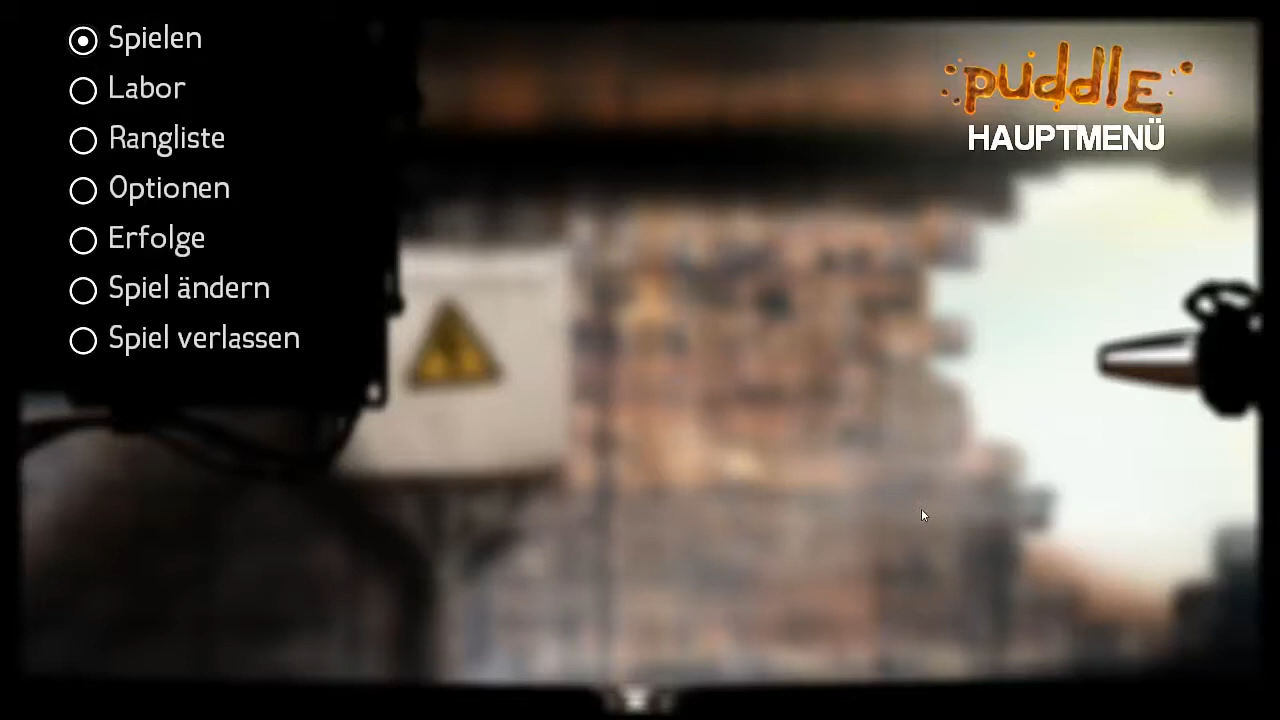 Spielen
Labor
Rangliste
Optionen
Erfolge
Spiel ändern
Spiel verlassen
puddlE
HAUPTMENÜ